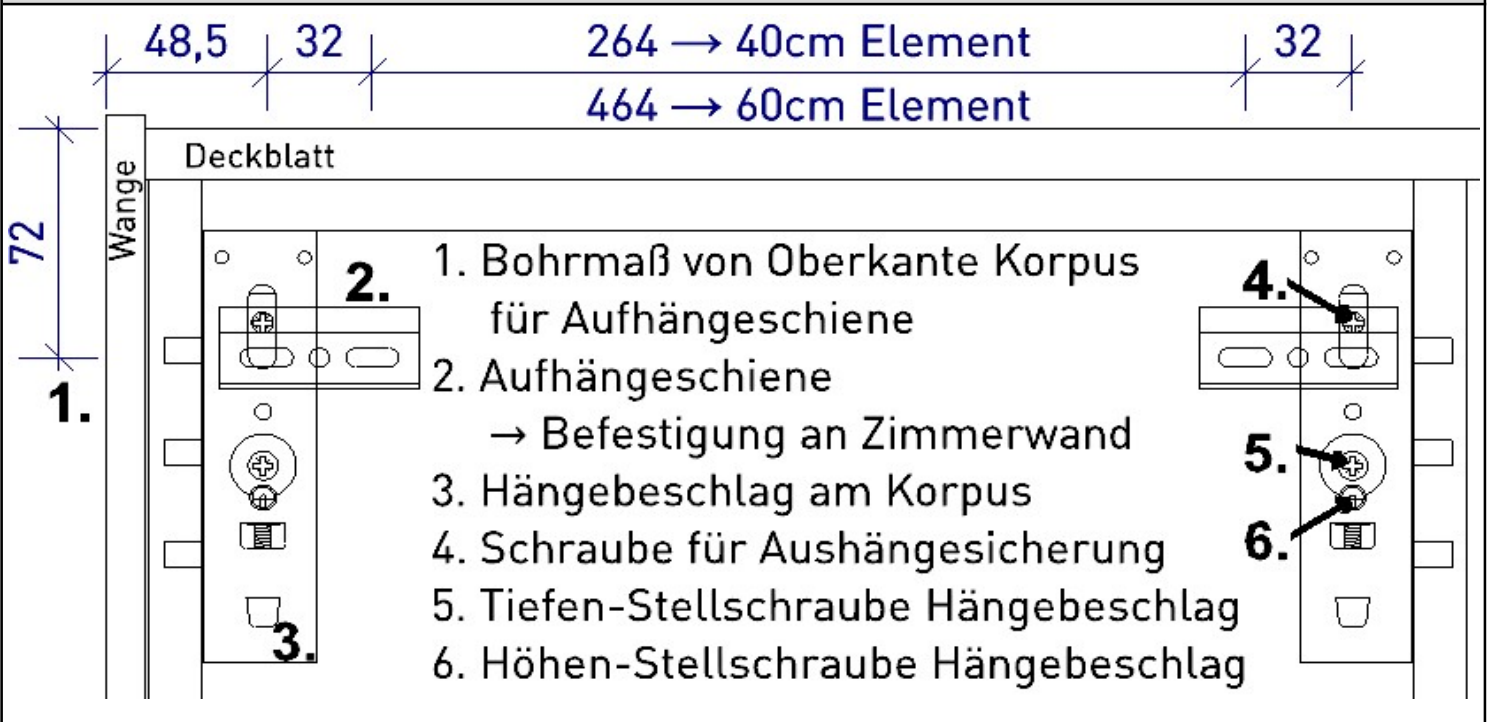 48,5 32 264 → 40cm Element 32
464 → 60cm Element
Deckblatt
Wange
72
1. Bohrmaß von Oberkante Korpus
für Aufhängeschiene
2. Aufhängeschiene
→ Befestigung an Zimmerwand
3. Hängebeschlag am Korpus
4. Schraube für Aushängesicherung
5. Tiefen-Stellschraube Hängebeschlag
6. Höhen-Stellschraube Hängebeschlag
1.
2.
3.
4.
5.
6.